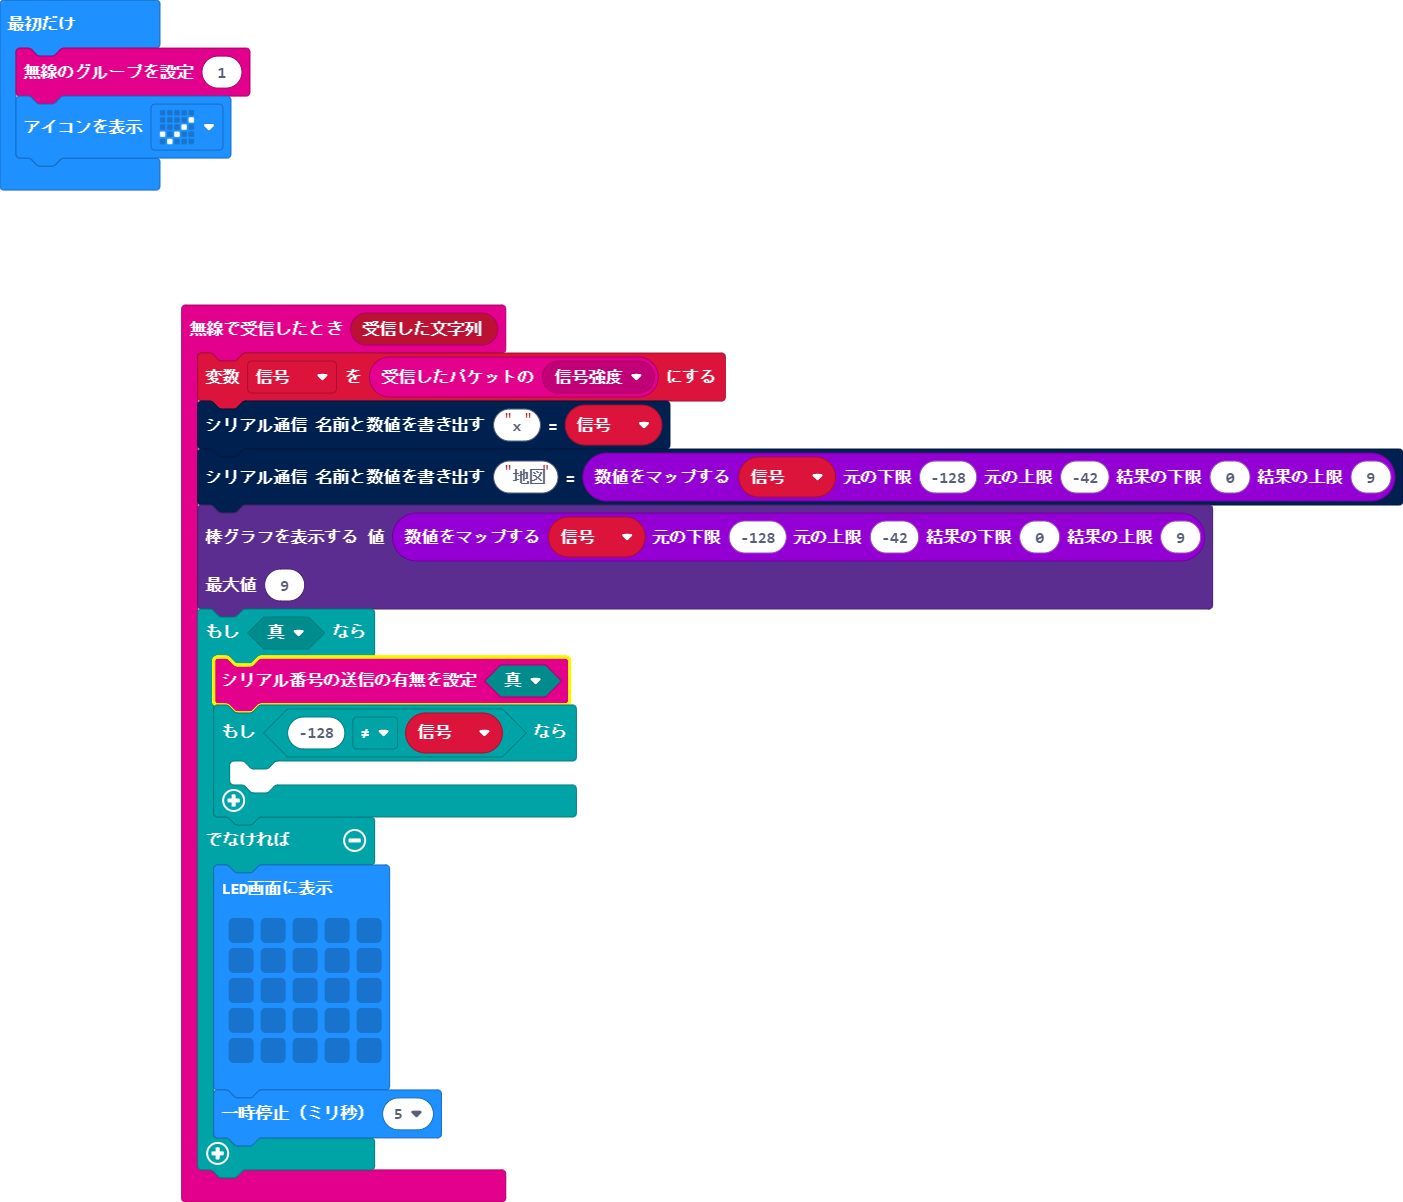 最初だけ
無線のグループを設定 1
アイコンを表示
無線で受信したとき 受信した文字列
変数 信号 を 受信したパケットの 信号強度 にする
シリアル通信 名前と数値を書き出す "x" = 信号
シリアル通信 名前と数値を書き出す "地図" = 数値をマップする 信号 元の下限 -128 元の上限 -42 結果の下限 0 結果の上限 9
棒グラフを表示する 値 数値をマップする 信号 元の下限 -128 元の上限 -42 結果の下限 0 結果の上限 9
最大値 9
もし 真 なら
シリアル番号の送信の有無を設定 真
もし -128 ≠ 信号 なら
でなければ
LED画面に表示
一時停止（ミリ秒） 5